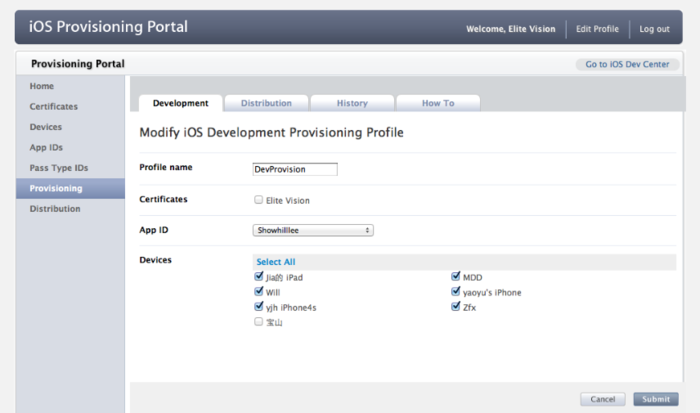 iOS Provisioning Portal
Welcome, Elite Vision
Edit Profile
Log out
Provisioning Portal
Go to iOS Dev Center
Home
Certificates
Devices
App IDs
Pass Type IDs
Provisioning
Distribution
Development
Distribution
History
How To
Modify iOS Development Provisioning Profile
Profile name
DevProvision
Certificates
Elite Vision
App ID
Showhilllee
Devices
Select All
Jia的 iPad
MDD
Will
yaoyu's iPhone
yjh iPhone4s
Zfx
宝山
Cancel
Submit